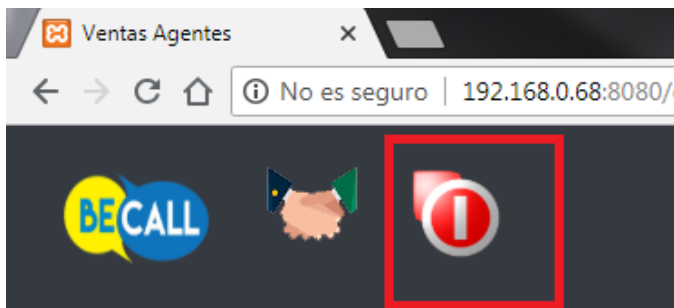 Ventas Agentes
No es seguro | 192.168.0.68:8080/
BECALL